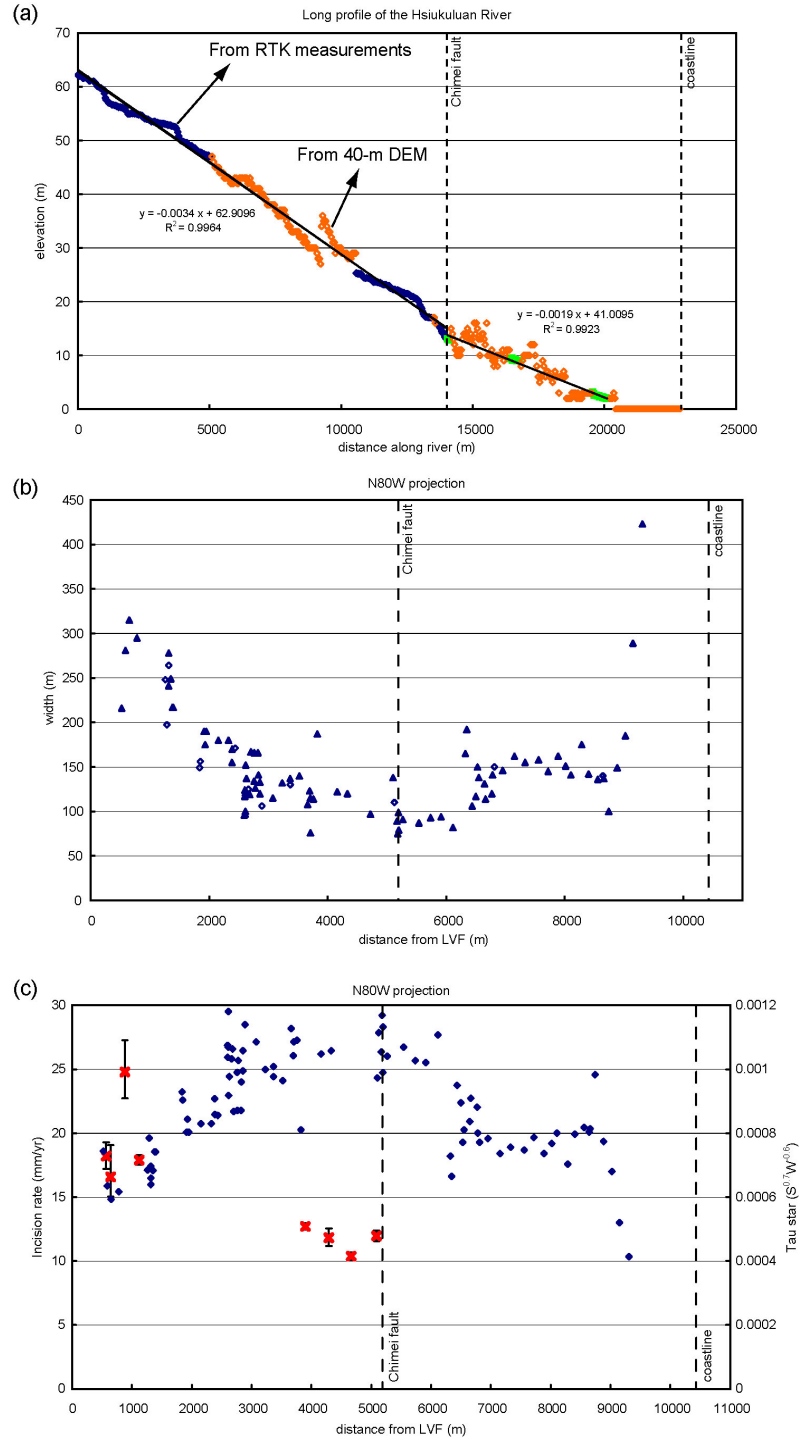 (a)
Long profile of the Hsiukuluan River
70
60
50
40
30
20
10
0
elevation (m)
From RTK measurements
From 40-m DEM
y = -0.0034 x + 62.9096
R² = 0.9964
y = -0.0019 x + 41.0095
R² = 0.9923
Chimei fault
coastline
0 5000 10000 15000 20000 25000
distance along river (m)
(b)
N80W projection
450
400
350
300
250
200
150
100
50
0
width (m)
Chimei fault
coastline
0 2000 4000 6000 8000 10000
distance from LVF (m)
(c)
N80W projection
30
25
20
15
10
5
0
Incision rate (mm/yr)
0.0012
0.001
0.0008
0.0006
0.0004
0.0002
0
Tau star (S^0.7W^-0.6)
Chimei fault
coastline
0 1000 2000 3000 4000 5000 6000 7000 8000 9000 10000 11000
distance from LVF (m)